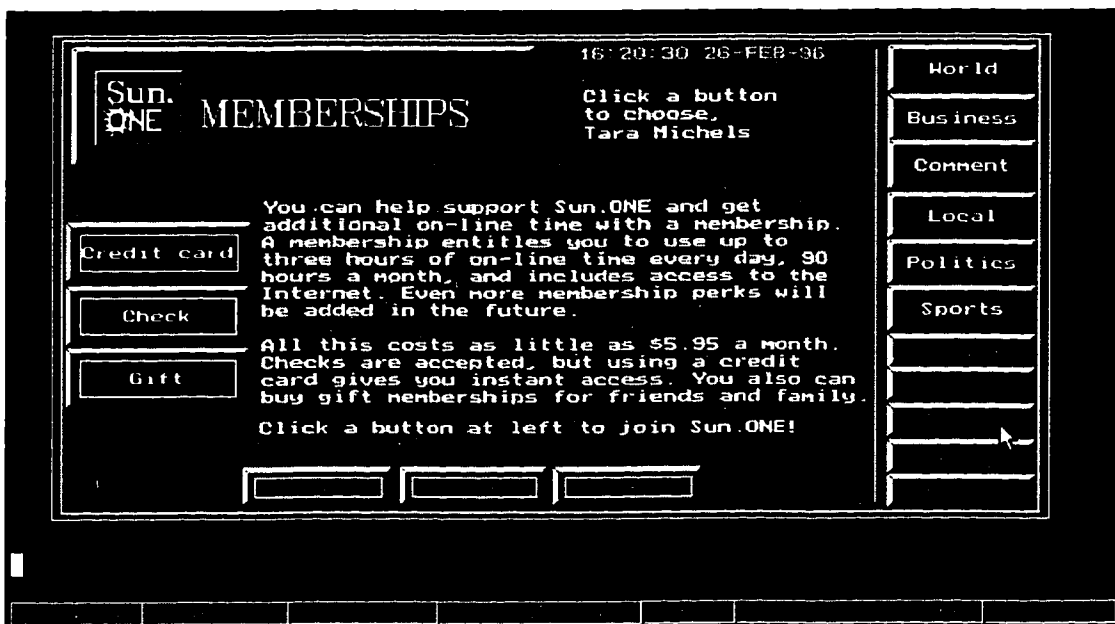 16:20:30 26-FEB-96
Sun.
ONE
MEMBERSHIPS
Click a button
to choose,
Tara Michels
You can help support Sun.ONE and get
additional on-line time with a membership.
A membership entitles you to use up to
three hours of on-line time every day, 90
hours a month, and includes access to the
Internet. Even more membership perks will
be added in the future.
All this costs as little as $5.95 a month.
Checks are accepted, but using a credit
card gives you instant access. You also can
buy gift memberships for friends and family.
Click a button at left to join Sun.ONE!
Credit card
Check
Gift
World
Business
Comment
Local
Politics
Sports